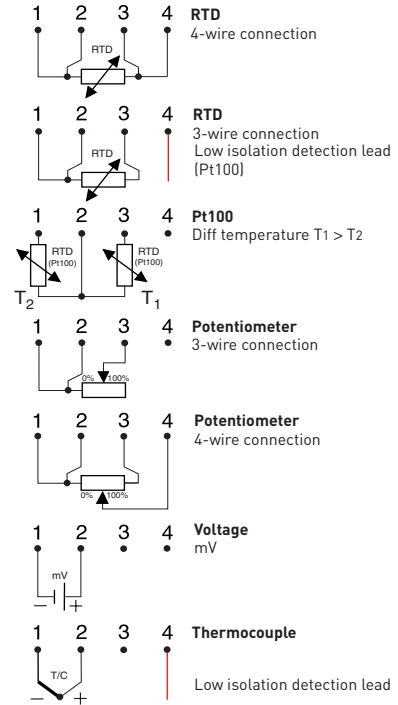 1 2 3 4 RTD
4-wire connection
RTD
1 2 3 4 RTD
3-wire connection
Low isolation detection lead
(Pt100)
RTD
1 2 3 4 Pt100
Diff temperature T1 > T2
RTD
(Pt100)
RTD
(Pt100)
T2 T1
1 2 3 4 Potentiometer
3-wire connection
0% 100%
1 2 3 4 Potentiometer
4-wire connection
0% 100%
1 2 3 4 Voltage
mV
mV
– +
1 2 3 4 Thermocouple
T/C
Low isolation detection lead
– +